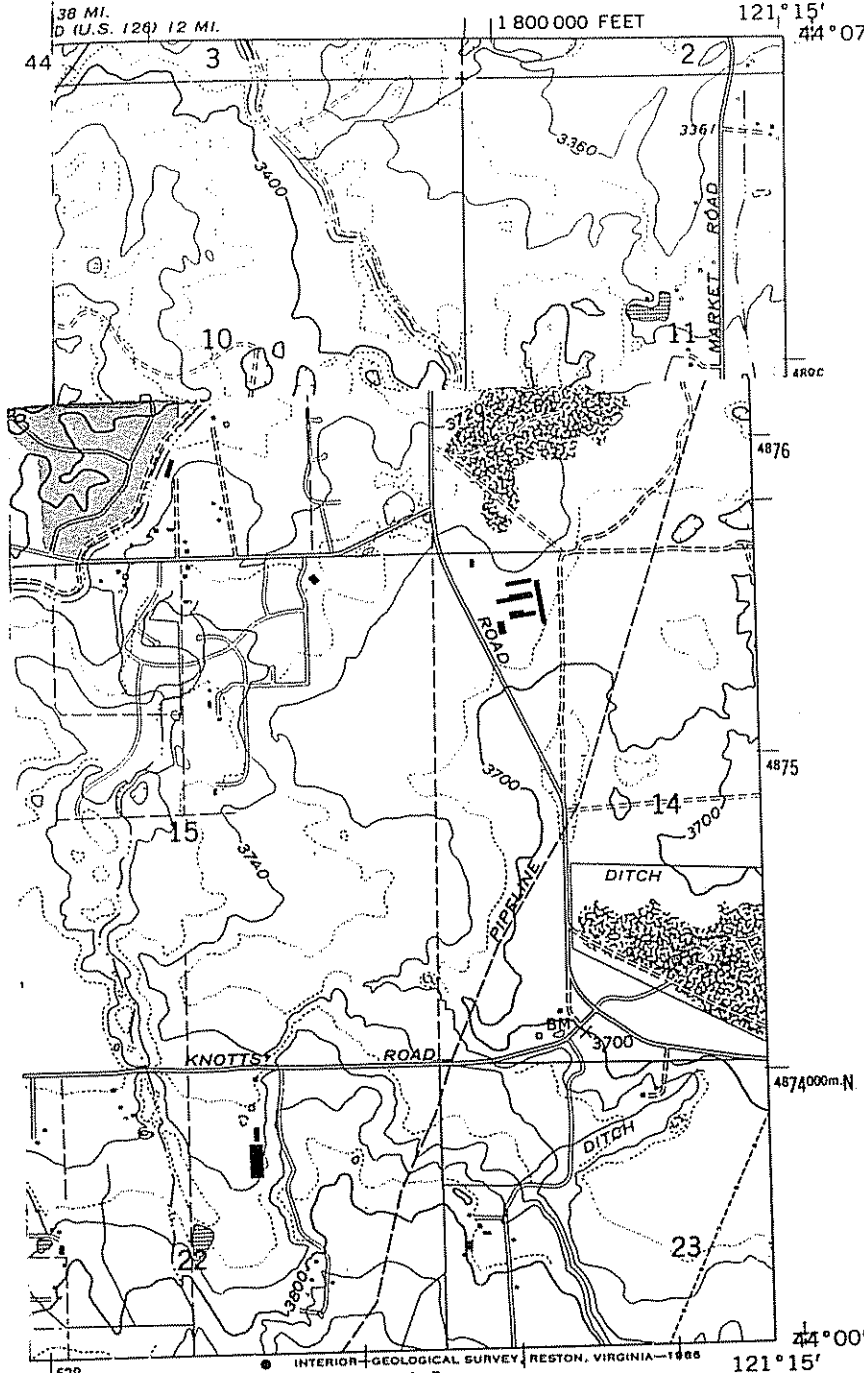 38 MI.
D (U.S. 126) 12 MI.
1 800 000 FEET
121°15'
44°07
44
3
2
3361
3360
3400
MARKET ROAD
10
11
3720
4876
ROAD
3700
4875
14
3700
15
3740
DITCH
PIPELINE
BM
3700
KNOTTS
ROAD
4874000m.N
DITCH
22
23
3800
44°00'
INTERIOR—GEOLOGICAL SURVEY, RESTON, VIRGINIA—1986
121°15'